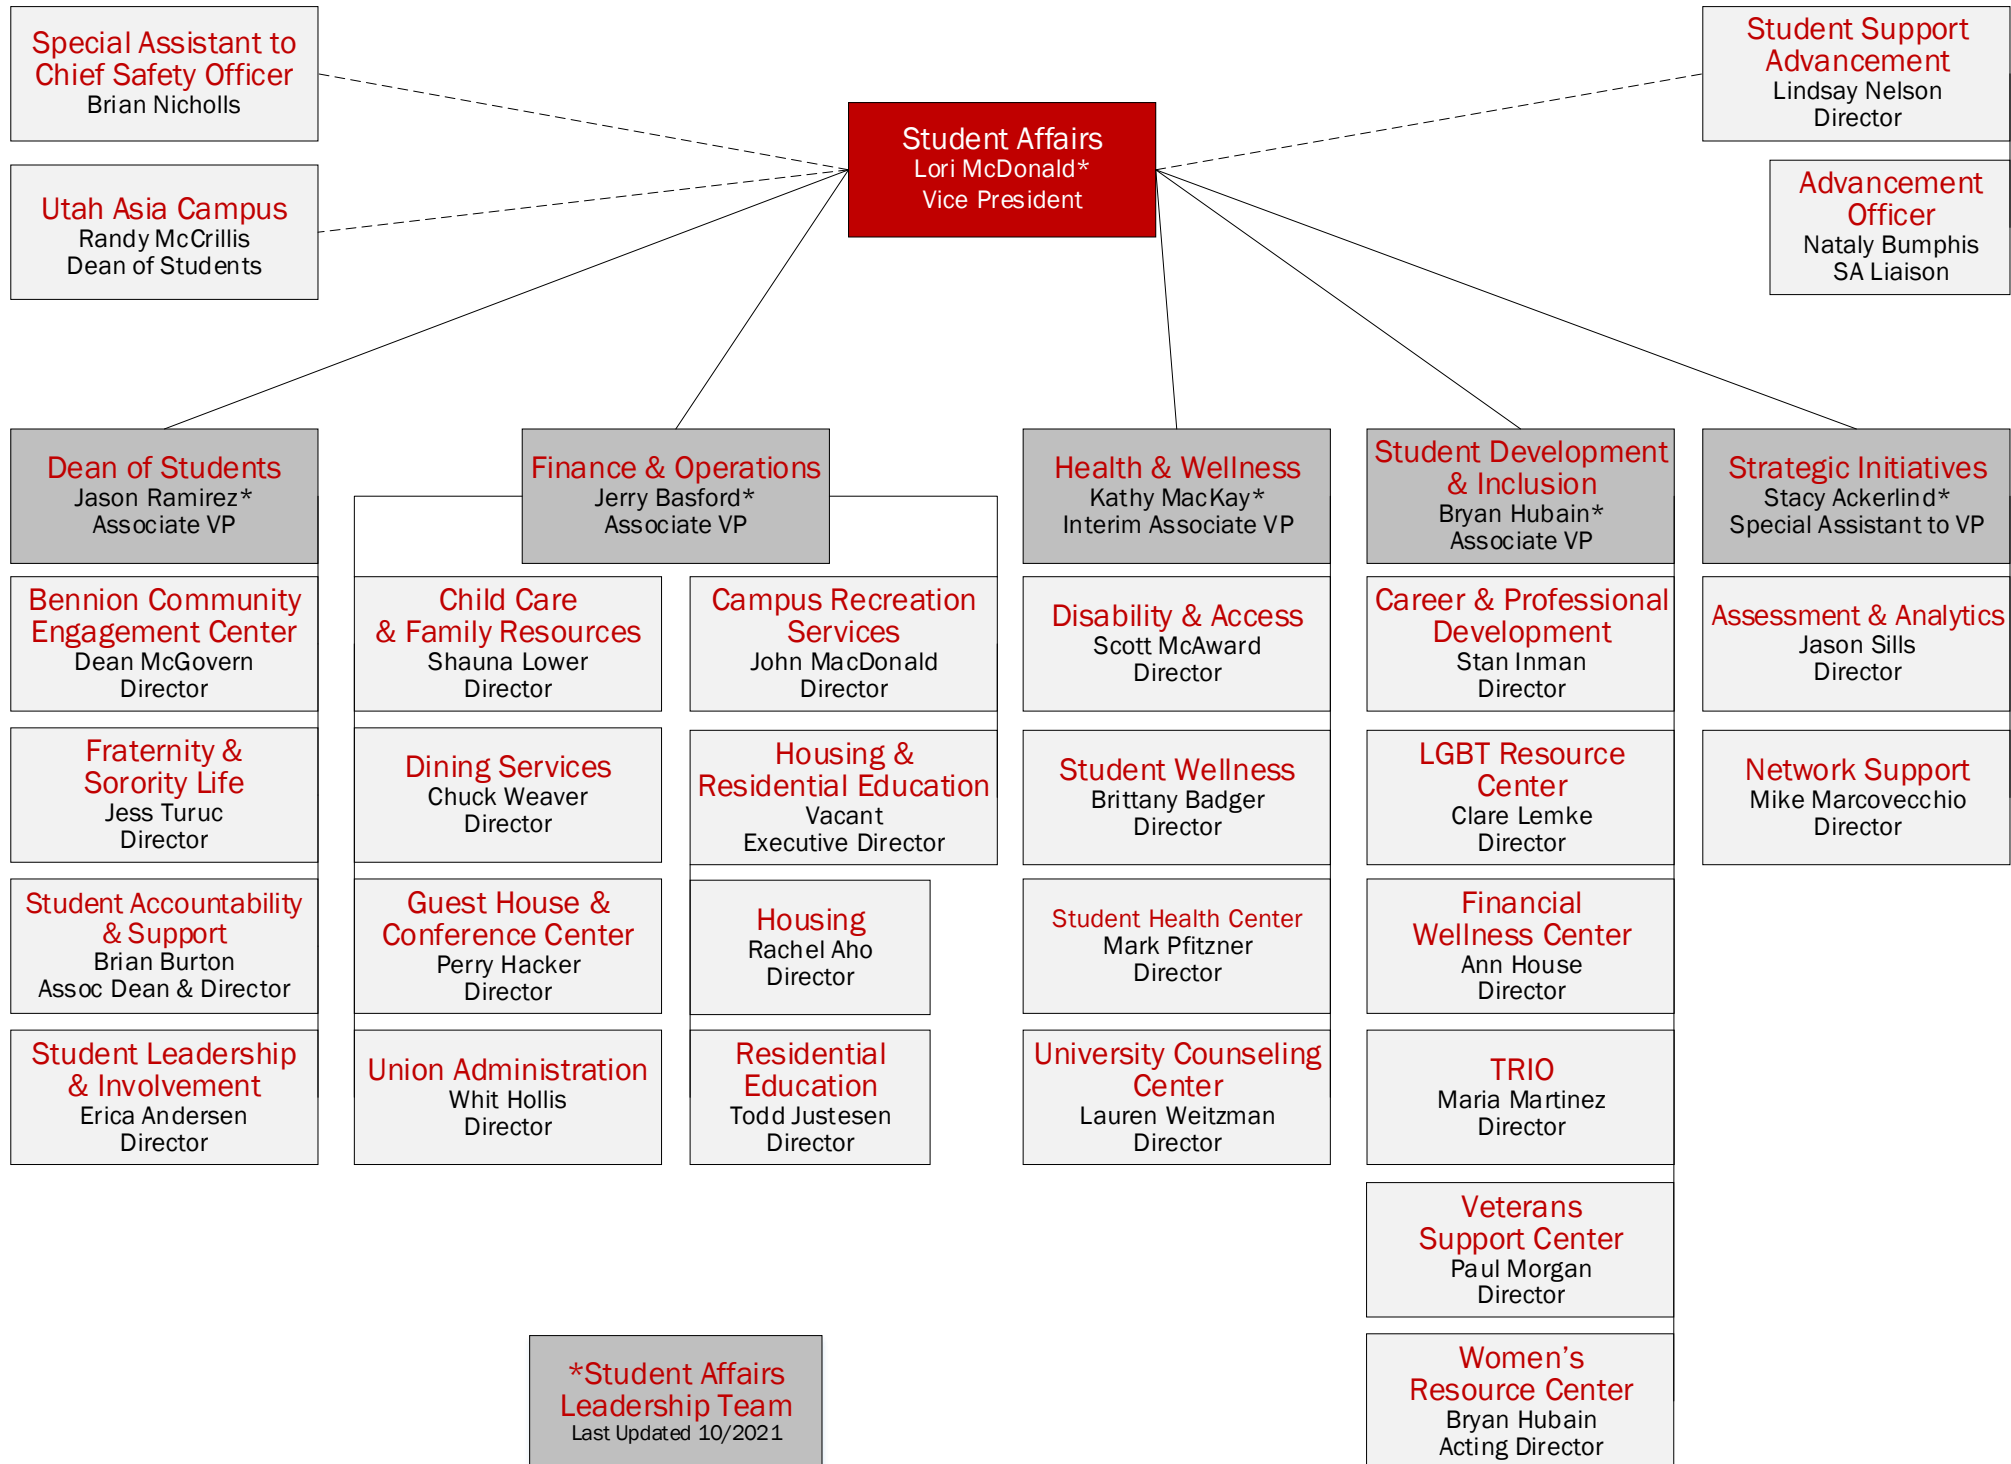 Special Assistant to
Chief Safety Officer
Brian Nicholls
Utah Asia Campus
Randy McCrillis
Dean of Students
Student Affairs
Lori McDonald*
Vice President
Student Support
Advancement
Lindsay Nelson
Director
Advancement
Officer
Nataly Bumphis
SA Liaison
Dean of Students
Jason Ramirez*
Associate VP
Bennion Community
Engagement Center
Dean McGovern
Director
Fraternity &
Sorority Life
Jess Turuc
Director
Student Accountability
& Support
Brian Burton
Assoc Dean & Director
Student Leadership
& Involvement
Erica Andersen
Director
Finance & Operations
Jerry Basford*
Associate VP
Child Care
& Family Resources
Shauna Lower
Director
Dining Services
Chuck Weaver
Director
Guest House &
Conference Center
Perry Hacker
Director
Union Administration
Whit Hollis
Director
Campus Recreation
Services
John MacDonald
Director
Housing &
Residential Education
Vacant
Executive Director
Housing
Rachel Aho
Director
Residential
Education
Todd Justesen
Director
Health & Wellness
Kathy MacKay*
Interim Associate VP
Disability & Access
Scott McAward
Director
Student Wellness
Brittany Badger
Director
Student Health Center
Mark Pfitzner
Director
University Counseling
Center
Lauren Weitzman
Director
Student Development
& Inclusion
Bryan Hubain*
Associate VP
Career & Professional
Development
Stan Inman
Director
LGBT Resource
Center
Clare Lemke
Director
Financial
Wellness Center
Ann House
Director
TRIO
Maria Martinez
Director
Veterans
Support Center
Paul Morgan
Director
Women’s
Resource Center
Bryan Hubain
Acting Director
Strategic Initiatives
Stacy Ackerlind*
Special Assistant to VP
Assessment & Analytics
Jason Sills
Director
Network Support
Mike Marcovecchio
Director
*Student Affairs
Leadership Team
Last Updated 10/2021